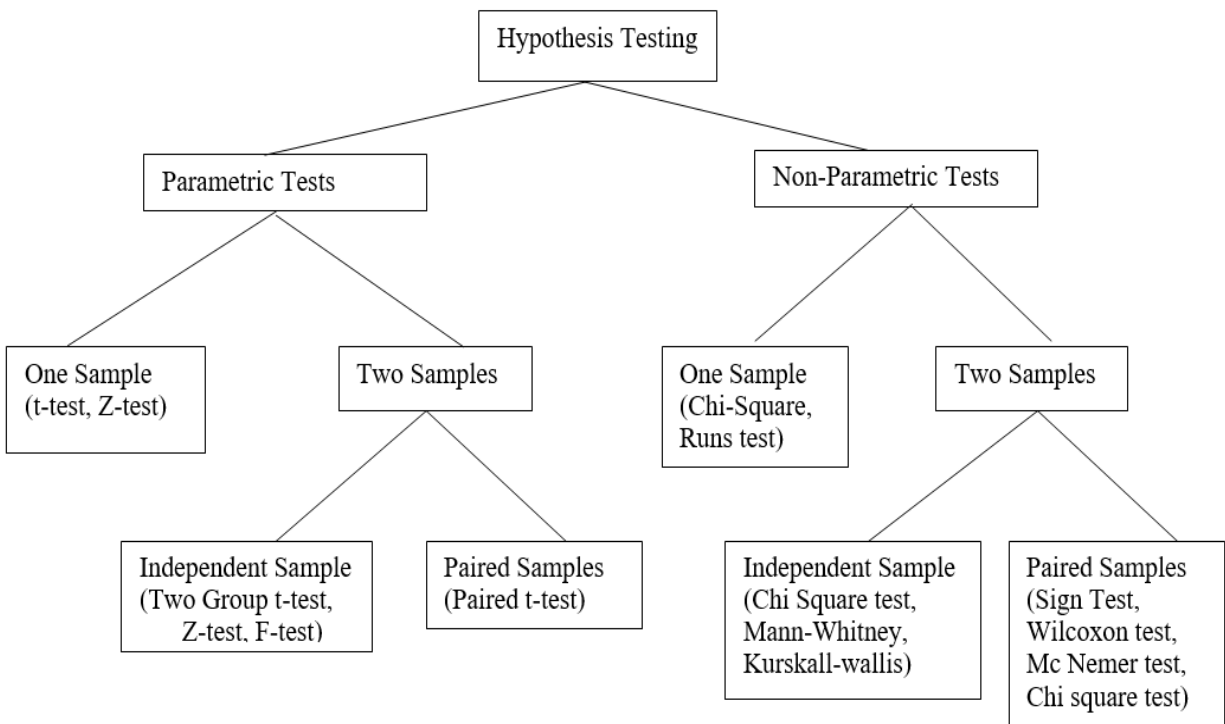 Hypothesis Testing
Parametric Tests
Non-Parametric Tests
One Sample
(t-test, Z-test)
Two Samples
One Sample
(Chi-Square,
Runs test)
Two Samples
Independent Sample
(Two Group t-test,
Z-test, F-test)
Paired Samples
(Paired t-test)
Independent Sample
(Chi Square test,
Mann-Whitney,
Kurskall-wallis)
Paired Samples
(Sign Test,
Wilcoxon test,
Mc Nemer test,
Chi square test)